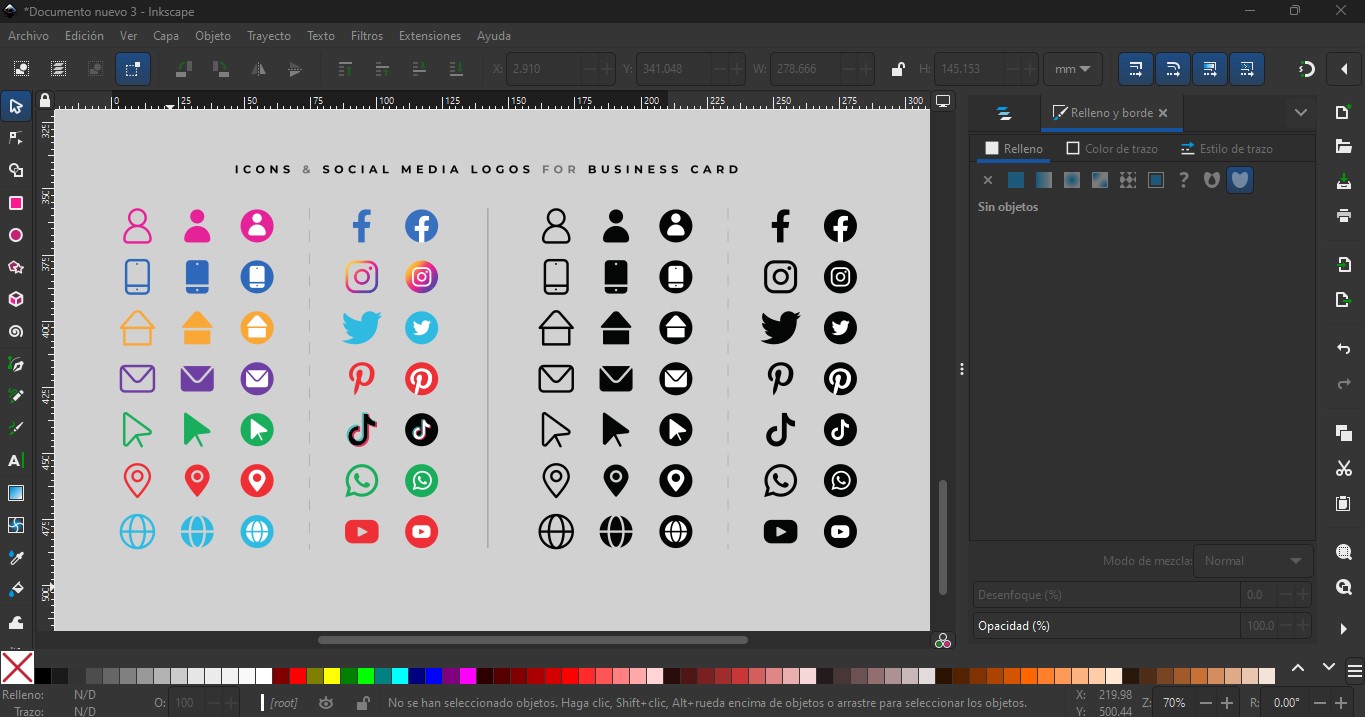 *Documento nuevo 3 - Inkscape
Archivo Edición Ver Capa Objeto Trayecto Texto Filtros Extensiones Ayuda
X: 2.910 Y: 341.048 W: 278.666 H: 145.153 mm
0 25 50 75 100 125 150 175 200 225 250 275 300
325
350
375
400
425
450
475
500
ICONS & SOCIAL MEDIA LOGOS FOR BUSINESS CARD
Relleno y borde
Relleno Color de trazo Estilo de trazo
Sin objetos
Modo de mezcla: Normal
Desenfoque (%) 0.0
Opacidad (%) 100.0
Relleno: N/D
Trazo: N/D
O: 100
[root]
No se han seleccionado objetos. Haga clic, Shift+clic, Alt+rueda encima de objetos o arrastre para seleccionar los objetos.
X: 219.98
Y: 500.44
Z: 70%
R: 0.00°